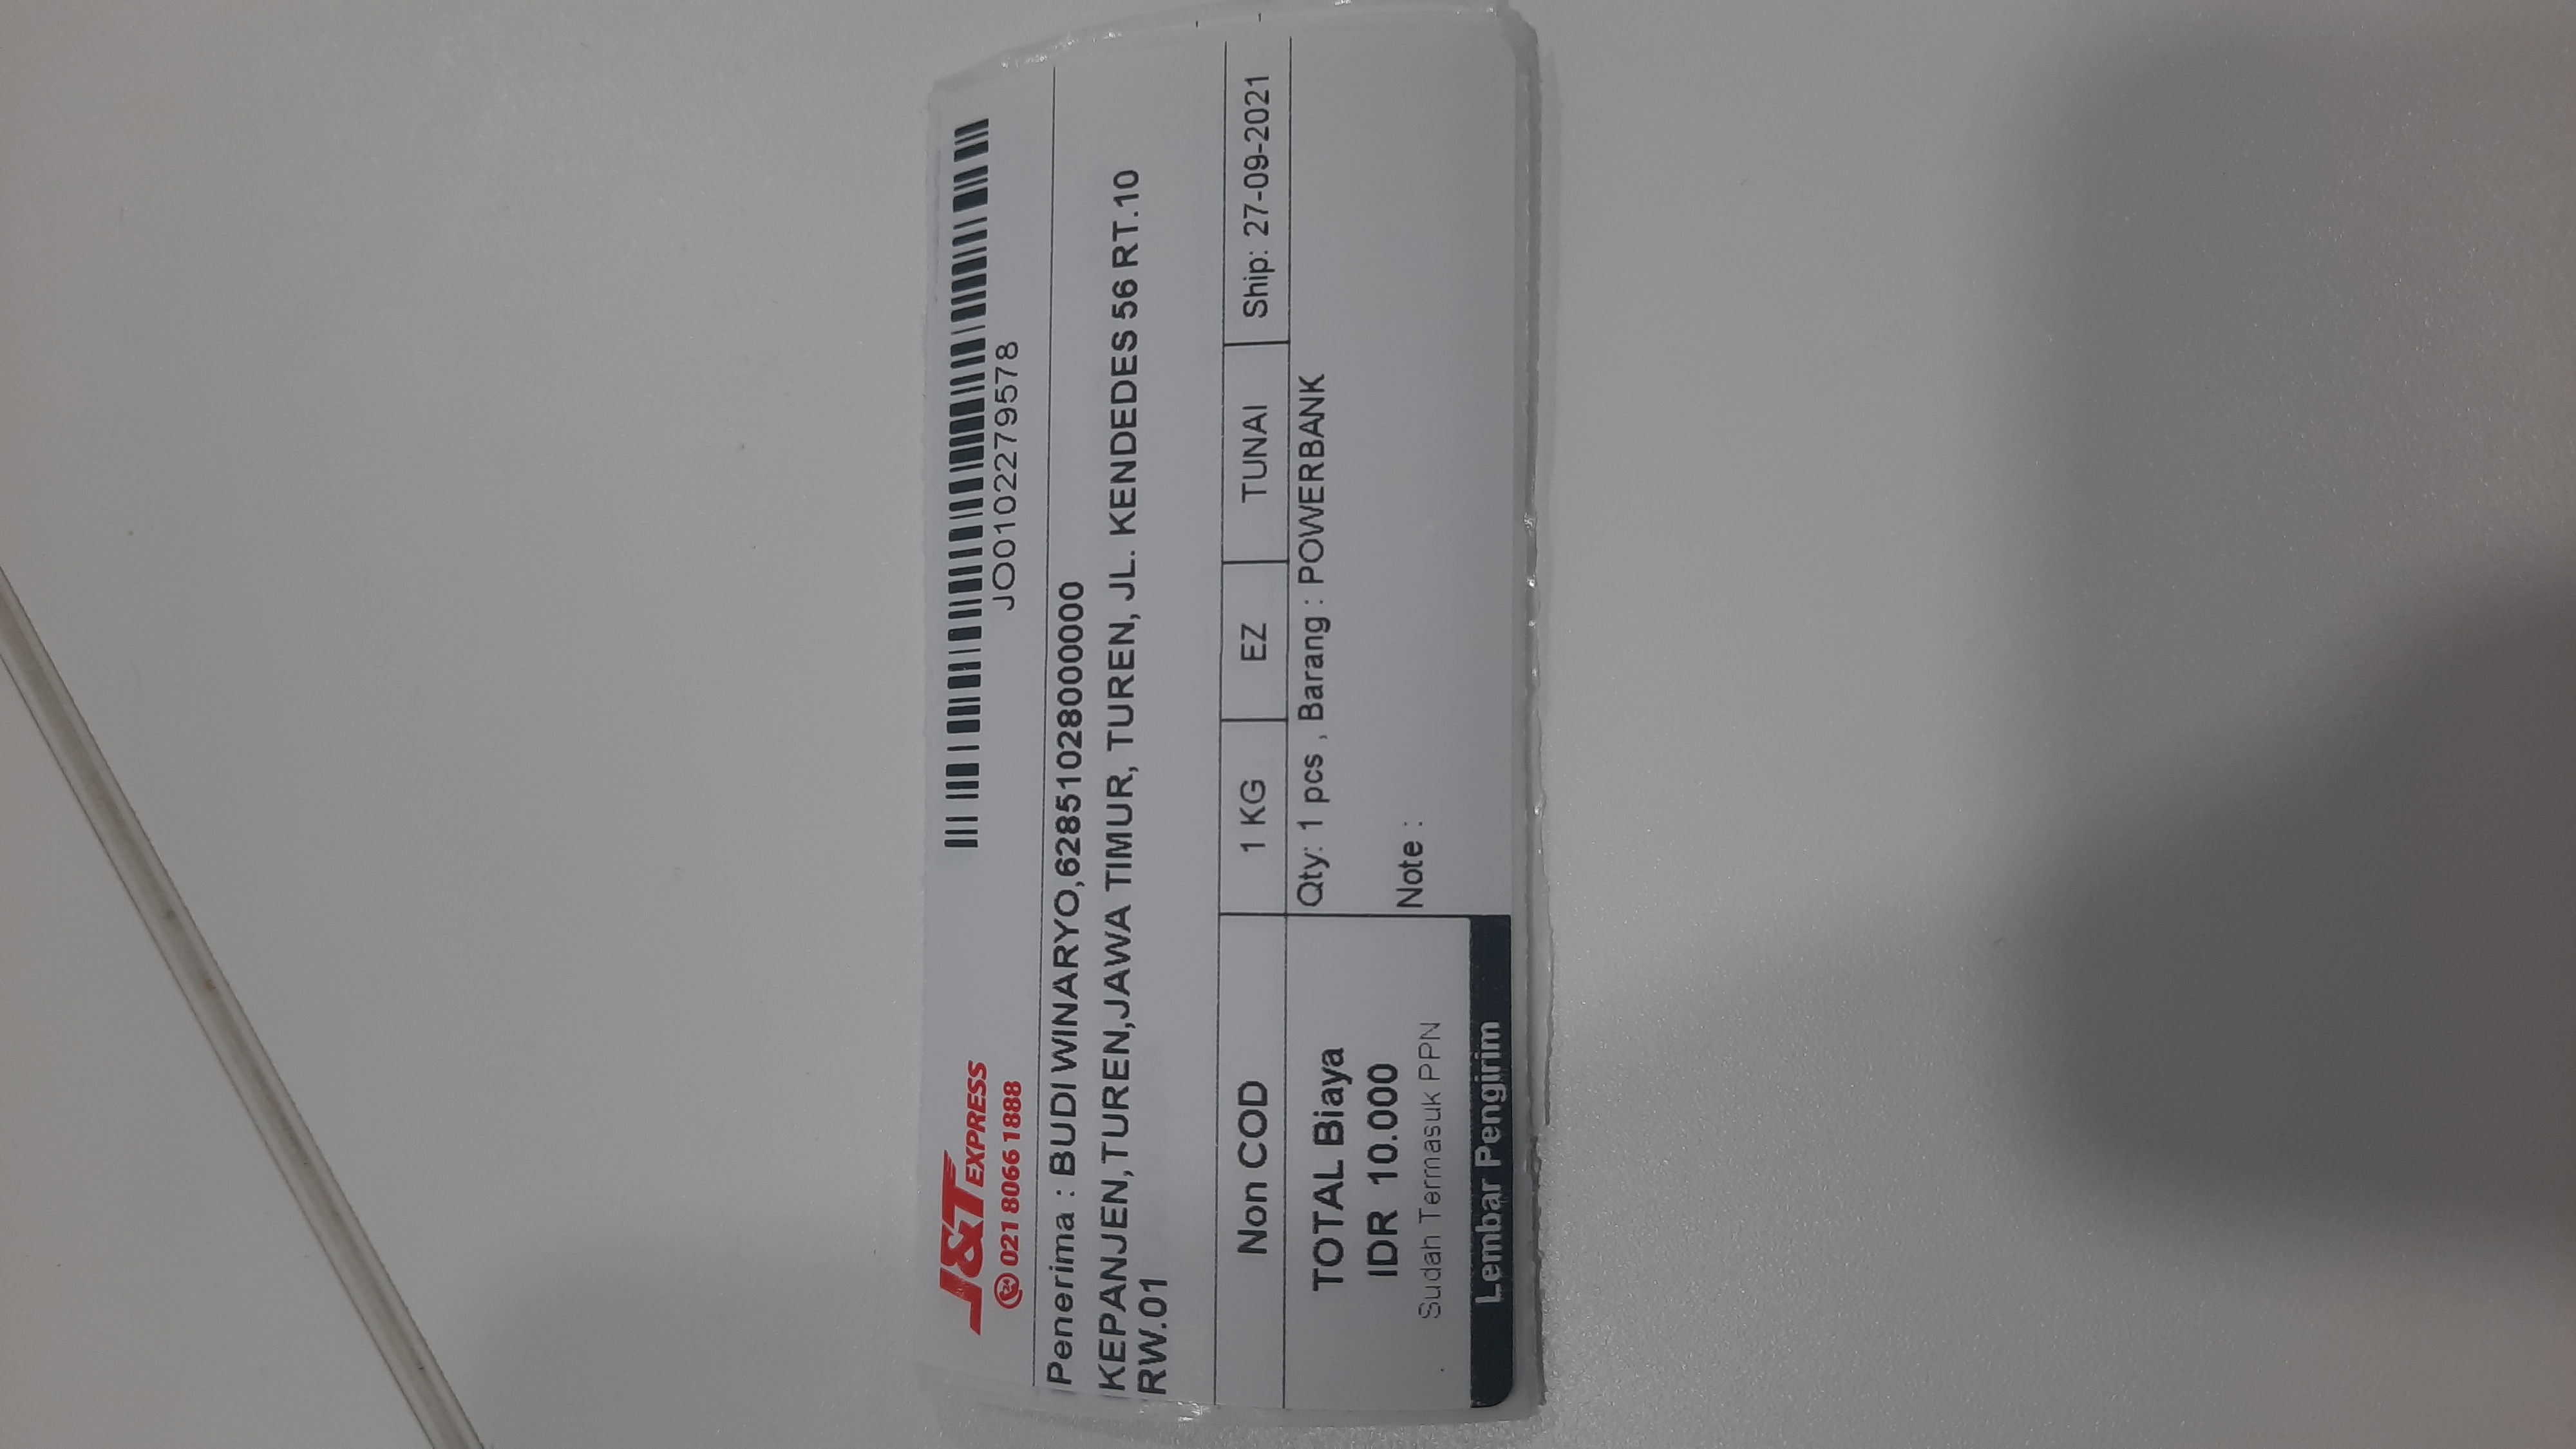 J&T EXPRESS
24 021 8066 1888
JO0102279578
Penerima : BUDI WINARYO,62851028000000
KEPANJEN,TUREN,JAWA TIMUR, TUREN, JL. KENDEDES 56 RT.10
RW.01
Non COD
1 KG
EZ
TUNAI
Ship: 27-09-2021
TOTAL Biaya
IDR 10.000
Sudah Termasuk PPN
Lembar Pengirim
Qty: 1 pcs , Barang : POWERBANK
Note :